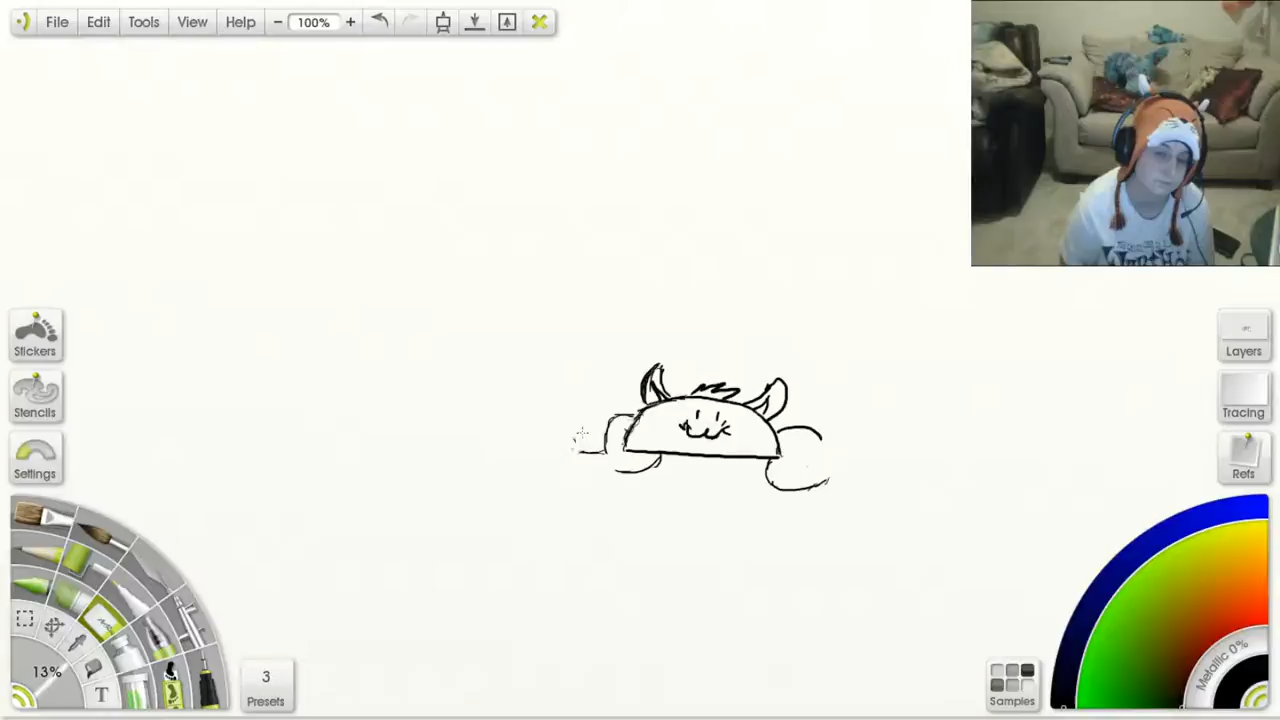 File Edit Tools View Help 100%
Stickers
Stencils
Settings
Layers
Tracing
Refs
13%
T
3
Presets
Samples
Metallic 0%